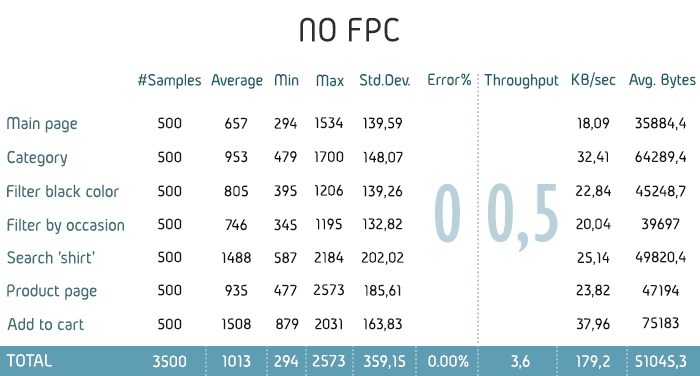 NO FPC
#Samples Average Min Max Std.Dev. Error% Throughput KB/sec Avg. Bytes
Main page 500 657 294 1534 139,59 18,09 35884,4
Category 500 953 479 1700 148,07 32,41 64289,4
Filter black color 500 805 395 1206 139,26 0 0,5 22,84 45248,7
Filter by occasion 500 746 345 1195 132,82 20,04 39697
Search 'shirt' 500 1488 587 2184 202,02 25,14 49820,4
Product page 500 935 477 2573 185,61 23,82 47194
Add to cart 500 1508 879 2031 163,83 37,96 75183
TOTAL 3500 1013 294 2573 359,15 0.00% 3,6 179,2 51045,3